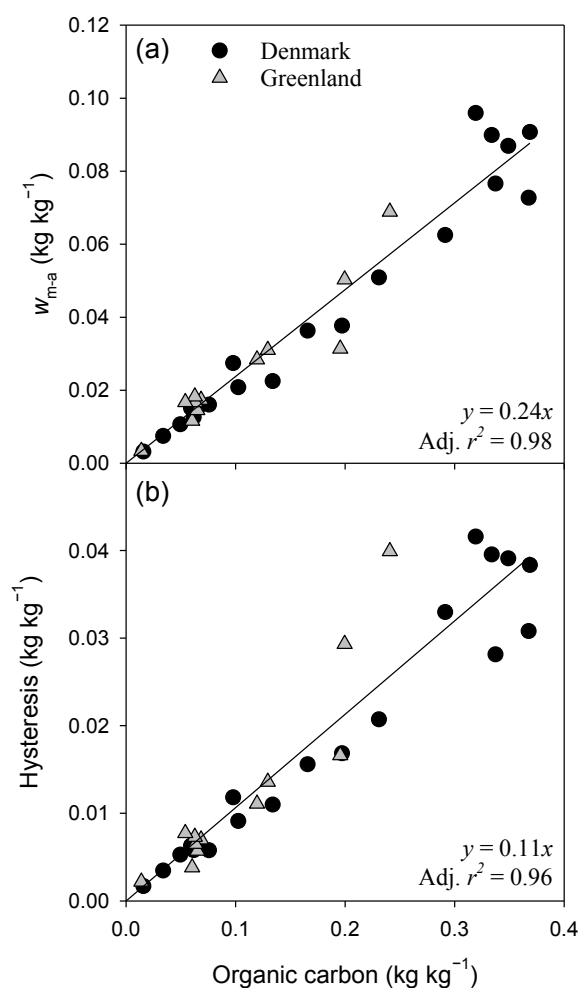 0.12
(a)
Denmark
Greenland
0.10
0.08
0.06
0.04
0.02
0.00
w_m-a (kg kg⁻¹)
y = 0.24x
Adj. r² = 0.98
(b)
0.04
0.03
0.02
0.01
0.00
Hysteresis (kg kg⁻¹)
y = 0.11x
Adj. r² = 0.96
0.0 0.1 0.2 0.3 0.4
Organic carbon (kg kg⁻¹)